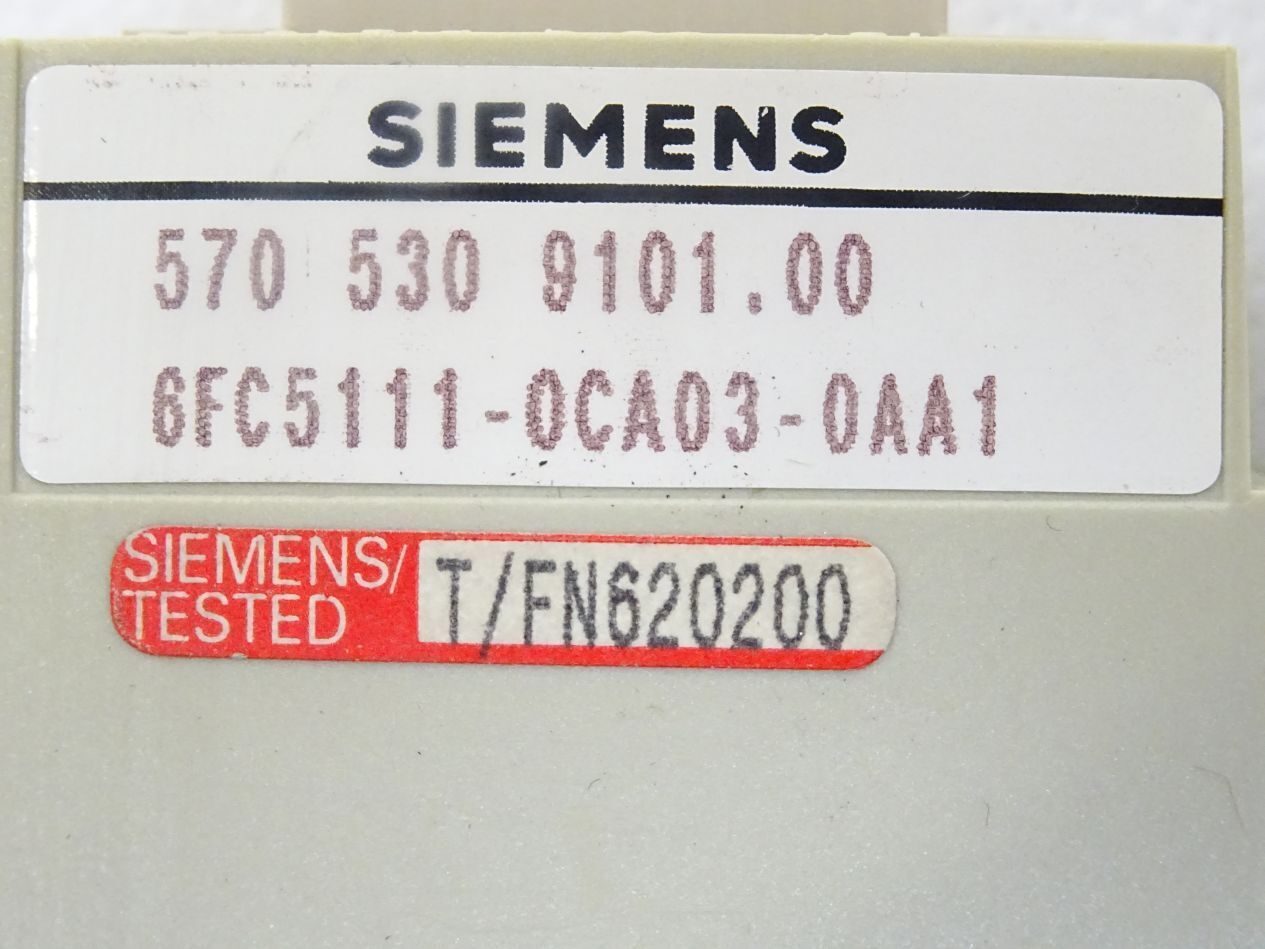 SIEMENS
570 530 9101.00
6FC5111-0CA03-0AA1
SIEMENS/
TESTED
T/FN620200